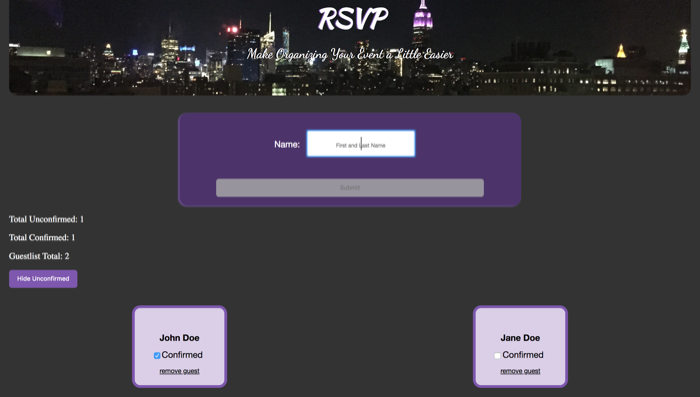 RSVP
Make Organizing Your Event a Little Easier
Name:
First and Last Name
Submit
Total Unconfirmed: 1
Total Confirmed: 1
Guestlist Total: 2
Hide Unconfirmed
John Doe
Confirmed
remove guest
Jane Doe
Confirmed
remove guest